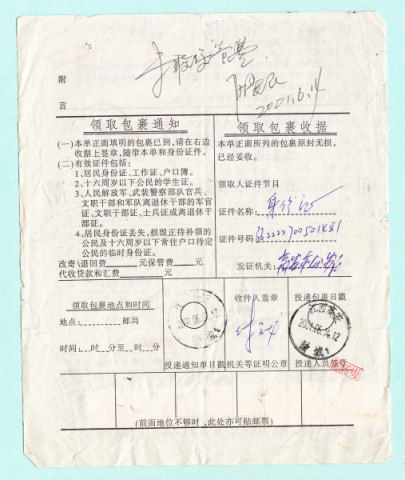 附
言
2001.6.14
领取包裹通知
(一)本单正面填明的包裹已到,请在右边
收据上签章,随带本单和身份证件。
(二)有效证件包括:
1、居民身份证、工作证、户口簿。
2、十六周岁以下公民的学生证。
3、人民解放军、武装警察部队官兵、
文职干部和军队离退休干部的军官
证、文职干部证、士兵证或离退休干
部证。
4、居民身份证丢失、损毁正待补领的
公民及十六周岁以下常住户口待定
公民的临时身份证。
改寄\退回费 元保管费 元
代收贷款和汇费 元
领取包裹收据
本单正面所列的包裹原封无损,
已经妥收。
领取人证件节目
证件名称:身份证
证件号码:
发证机关:
领取包裹地点和时间
地点: 邮局
时间: 时 分至 时 分
收件人盖章
投递包裹日戳
2001.06.14.12
投递通知单日戳
机关等证明公章
投递人员签章
(前面地位不够时,此处亦可贴邮票)